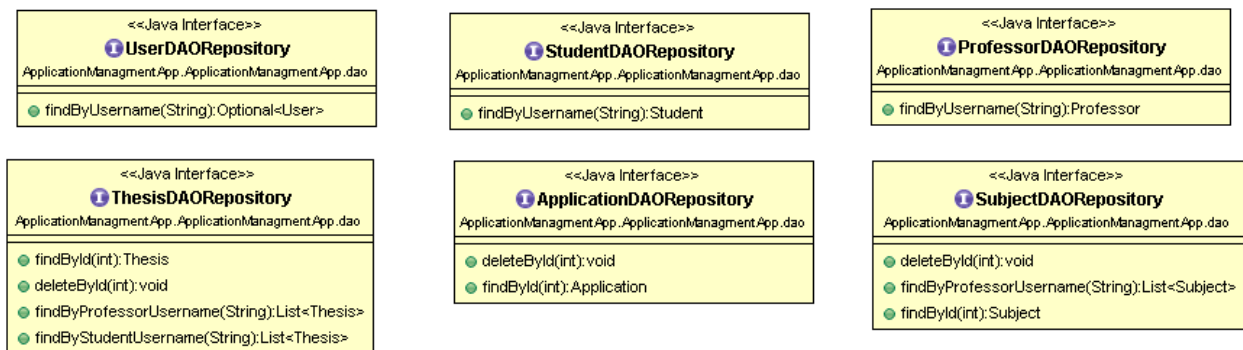 <<Java Interface>>
UserDAORepository
ApplicationManagmentApp.ApplicationManagmentApp.dao
findByUsername(String):Optional<User>
<<Java Interface>>
StudentDAORepository
ApplicationManagmentApp.ApplicationManagmentApp.dao
findByUsername(String):Student
<<Java Interface>>
ProfessorDAORepository
ApplicationManagmentApp.ApplicationManagmentApp.dao
findByUsername(String):Professor
<<Java Interface>>
ThesisDAORepository
ApplicationManagmentApp.ApplicationManagmentApp.dao
findById(int):Thesis
deleteById(int):void
findByProfessorUsername(String):List<Thesis>
findByStudentUsername(String):List<Thesis>
<<Java Interface>>
ApplicationDAORepository
ApplicationManagmentApp.ApplicationManagmentApp.dao
deleteById(int):void
findById(int):Application
<<Java Interface>>
SubjectDAORepository
ApplicationManagmentApp.ApplicationManagmentApp.dao
deleteById(int):void
findByProfessorUsername(String):List<Subject>
findById(int):Subject